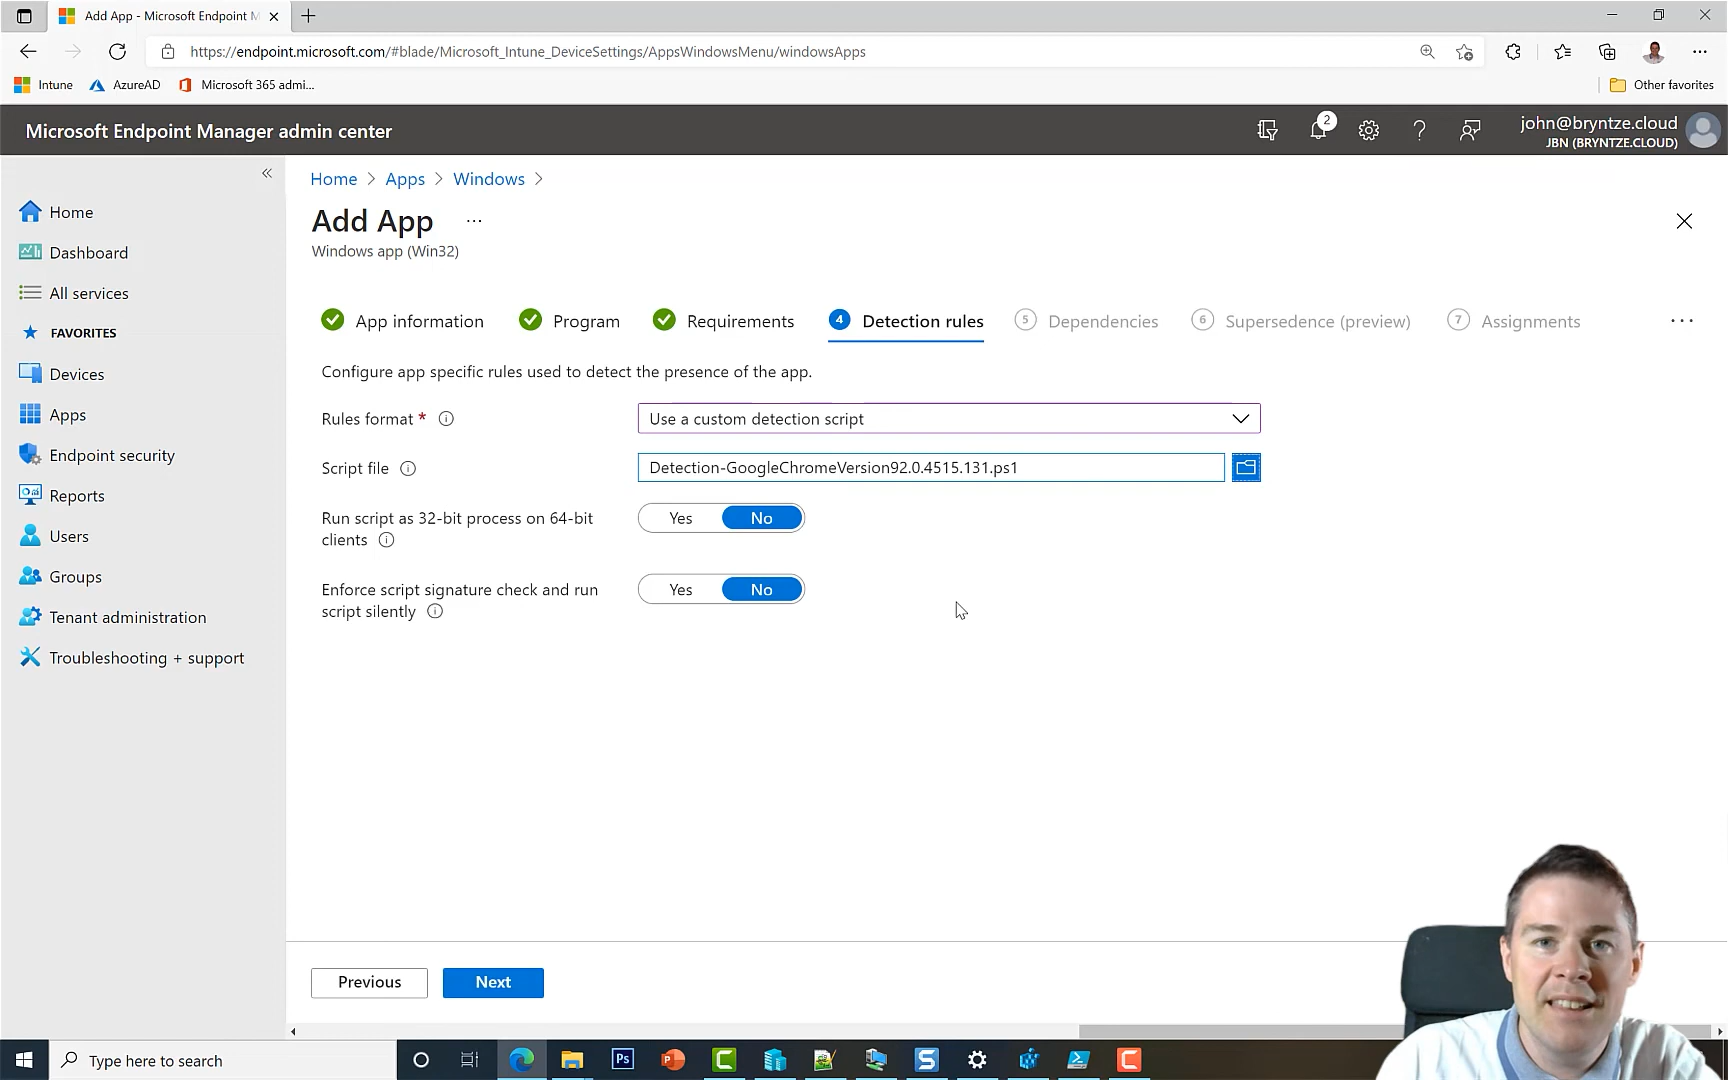 Add App - Microsoft Endpoint M
https://endpoint.microsoft.com/#blade/Microsoft_Intune_DeviceSettings/AppsWindowsMenu/windowsApps
Intune
AzureAD
Microsoft 365 admi...
Other favorites
Microsoft Endpoint Manager admin center
2
john@bryntze.cloud
JBN (BRYNTZE.CLOUD)
Home > Apps > Windows >
Add App ...
Windows app (Win32)
Home
Dashboard
All services
FAVORITES
Devices
Apps
Endpoint security
Reports
Users
Groups
Tenant administration
Troubleshooting + support
App information
Program
Requirements
4 Detection rules
5 Dependencies
6 Supersedence (preview)
7 Assignments
...
Configure app specific rules used to detect the presence of the app.
Rules format *
Use a custom detection script
Script file
Detection-GoogleChromeVersion92.0.4515.131.ps1
Run script as 32-bit process on 64-bit
clients
Yes No
Enforce script signature check and run
script silently
Yes No
Previous
Next
Type here to search
Ps
P
C
S
C